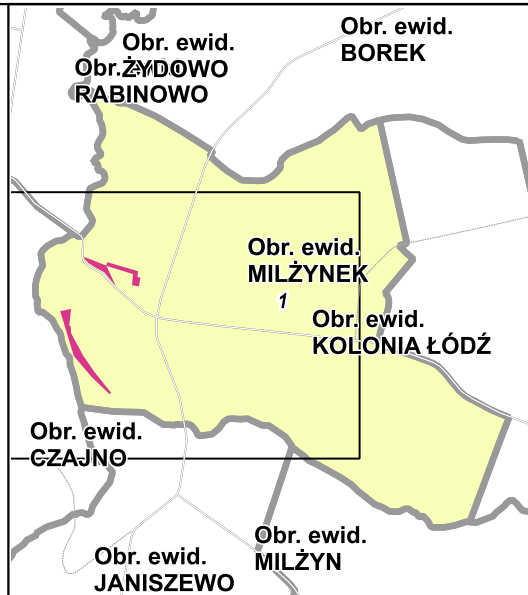 Obr. ewid.
BOREK
Obr. ewid.
ŻYDOWO
Obr.
RABINOWO
Obr. ewid.
MILŻYNEK
1
Obr. ewid.
KOLONIA ŁÓDŹ
Obr. ewid.
CZAJNO
Obr. ewid.
MILŻYN
Obr. ewid.
JANISZEWO